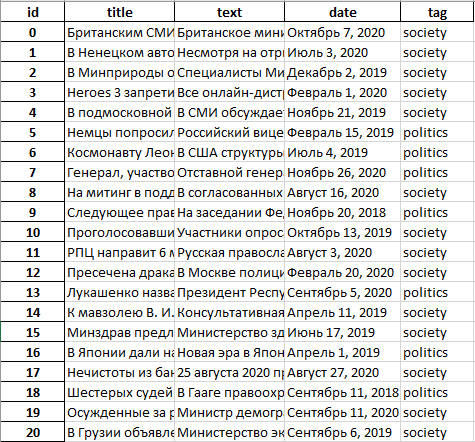 id title text date tag
0 Британским СМИ Британское мини Октябрь 7, 2020 society
1 В Ненецком авто Несмотря на отри Июль 3, 2020 society
2 В Минприроды о Специалисты Ми Декабрь 2, 2019 society
3 Heroes 3 запрети Все онлайн-дист Февраль 1, 2020 society
4 В подмосковной В СМИ обсуждае Ноябрь 21, 2019 society
5 Немцы попросил Российский вице Февраль 15, 2019 politics
6 Космонавту Леон В США структуры Июль 4, 2019 politics
7 Генерал, участво Отставной генер Ноябрь 26, 2020 politics
8 На митинг в подд В согласованных Август 16, 2020 society
9 Следующее прав На заседании Фе Ноябрь 20, 2018 politics
10 Проголосовавши Участники опрос Октябрь 13, 2019 society
11 РПЦ направит 6 м Русская правосла Август 3, 2020 society
12 Пресечена драка В Москве полици Февраль 20, 2020 society
13 Лукашенко назва Президент Респу Сентябрь 5, 2020 politics
14 К мавзолею В. И. Консультативная Апрель 11, 2019 society
15 Минздрав предл Министерство зд Июнь 17, 2019 society
16 В Японии дали на Новая эра в Япон Апрель 1, 2019 politics
17 Нечистоты из бан 25 августа 2020 пр Август 27, 2020 society
18 Шестерых судей В Гааге правоохр Сентябрь 11, 2018 politics
19 Осужденные за р Министр демогр Сентябрь 11, 2020 society
20 В Грузии объявле Министерство эк Сентябрь 6, 2019 society